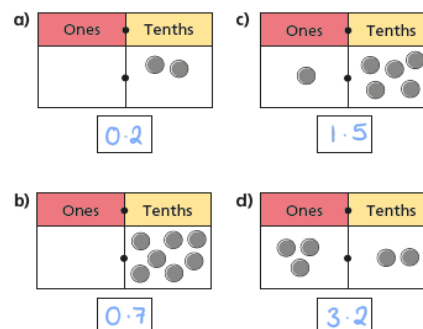 a)
Ones Tenths
0.2
b)
Ones Tenths
0.7
c)
Ones Tenths
1.5
d)
Ones Tenths
3.2